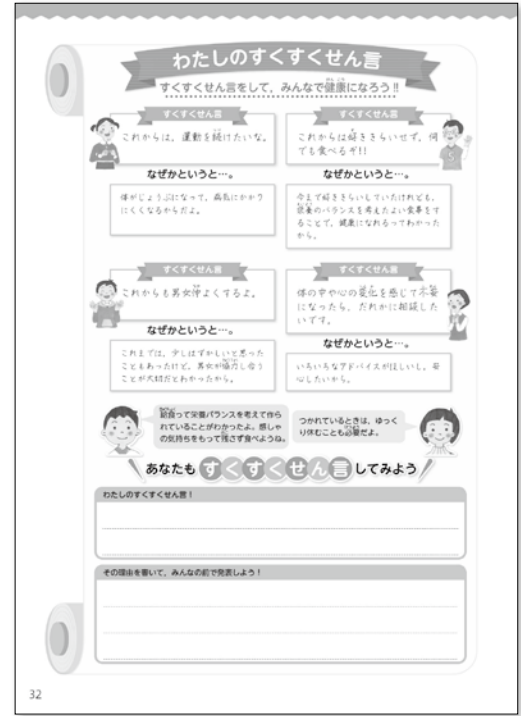 わたしのすくすくせん言
すくすくせん言をして，みんなで健康になろう!!
すくすくせん言
これからは，運動を続けたいな。
なぜかというと…。
体がじょうぶになって，病気にかかり
にくくなるからだよ。
すくすくせん言
これからは好ききらいせず，何
でも食べるぞ!!
なぜかというと…。
今まで好ききらいしていたけれども，
栄養のバランスを考えたよい食事をす
ることで，健康になれるってわかった
から。
すくすくせん言
これからも男女仲よくするよ。
なぜかというと…。
これまでは，少しはずかしいと思った
こともあったけど，男女が協力し合う
ことが大切だとわかったから。
すくすくせん言
体の中や心の変化を感じて不安
になったら，だれかに相談した
いです。
なぜかというと…。
いろいろなアドバイスがほしいし，安
心したいから。
給食って栄養バランスを考えて作ら
れていることがわかったよ。感しゃ
の気持ちをもって残さず食べようね。
つかれているときは，ゆっく
り休むことも必要だよ。
あなたも すくすくせん言 してみよう
わたしのすくすくせん言！
その理由を書いて，みんなの前で発表しよう！
32